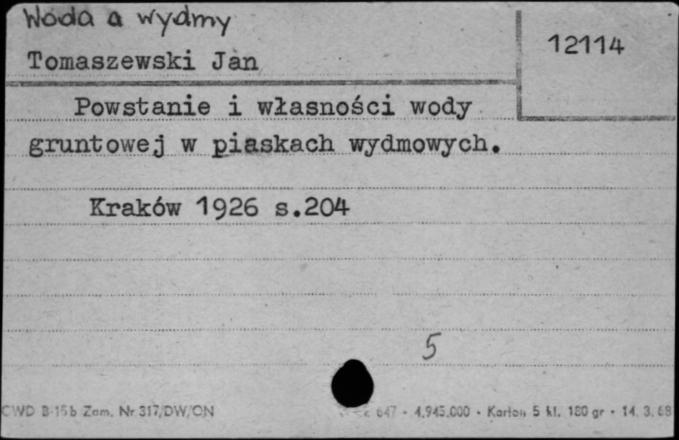 Woda a wydmy
12114
Tomaszewski Jan
Powstanie i własności wody
gruntowej w piaskach wydmowych.
Kraków 1926 s.204
5
CWD B-15b Zam. Nr 317/DW/ON 647 - 4.945.000 - Karton 5 kl. 180 gr - 14. 3. 68